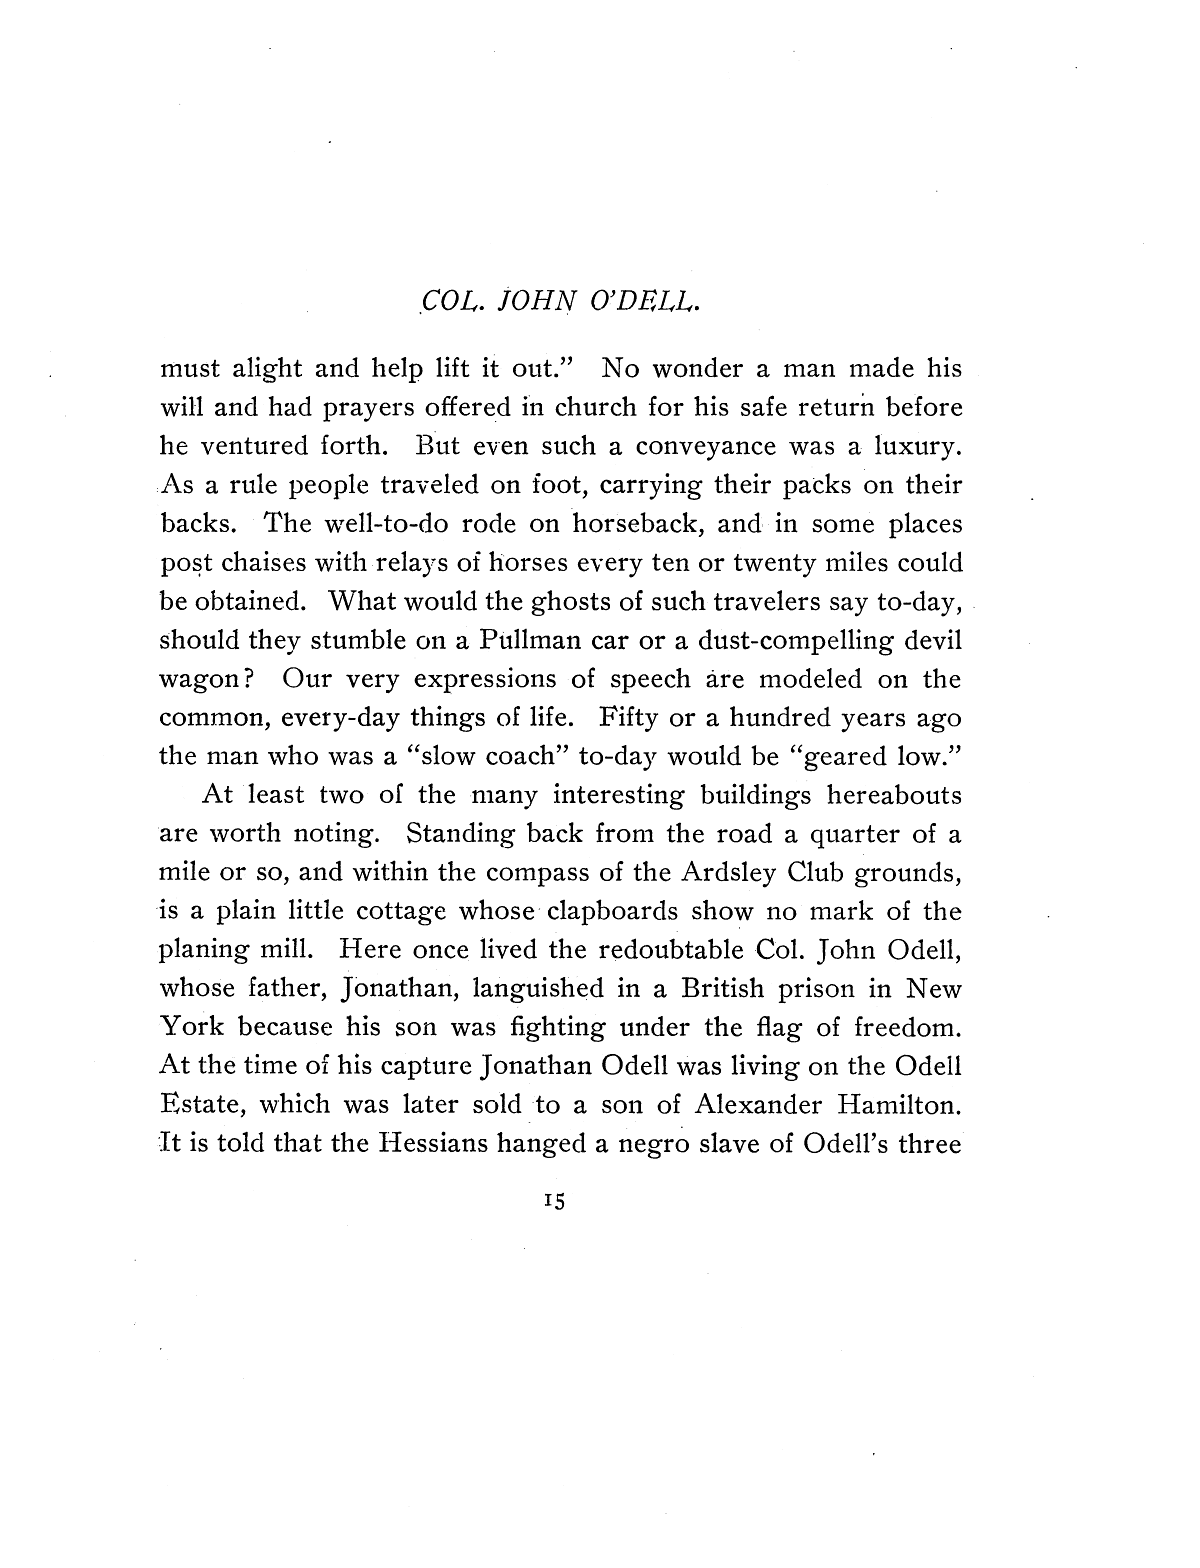 COL. JOHN O'DELL.
must alight and help lift it out.” No wonder a man made his
will and had prayers offered in church for his safe return before
he ventured forth. But even such a conveyance was a luxury.
As a rule people traveled on foot, carrying their packs on their
backs. The well-to-do rode on horseback, and in some places
post chaises with relays of horses every ten or twenty miles could
be obtained. What would the ghosts of such travelers say to-day,
should they stumble on a Pullman car or a dust-compelling devil
wagon? Our very expressions of speech are modeled on the
common, every-day things of life. Fifty or a hundred years ago
the man who was a “slow coach” to-day would be “geared low.”
At least two of the many interesting buildings hereabouts
are worth noting. Standing back from the road a quarter of a
mile or so, and within the compass of the Ardsley Club grounds,
is a plain little cottage whose clapboards show no mark of the
planing mill. Here once lived the redoubtable Col. John Odell,
whose father, Jonathan, languished in a British prison in New
York because his son was fighting under the flag of freedom.
At the time of his capture Jonathan Odell was living on the Odell
Estate, which was later sold to a son of Alexander Hamilton.
It is told that the Hessians hanged a negro slave of Odell's three
15